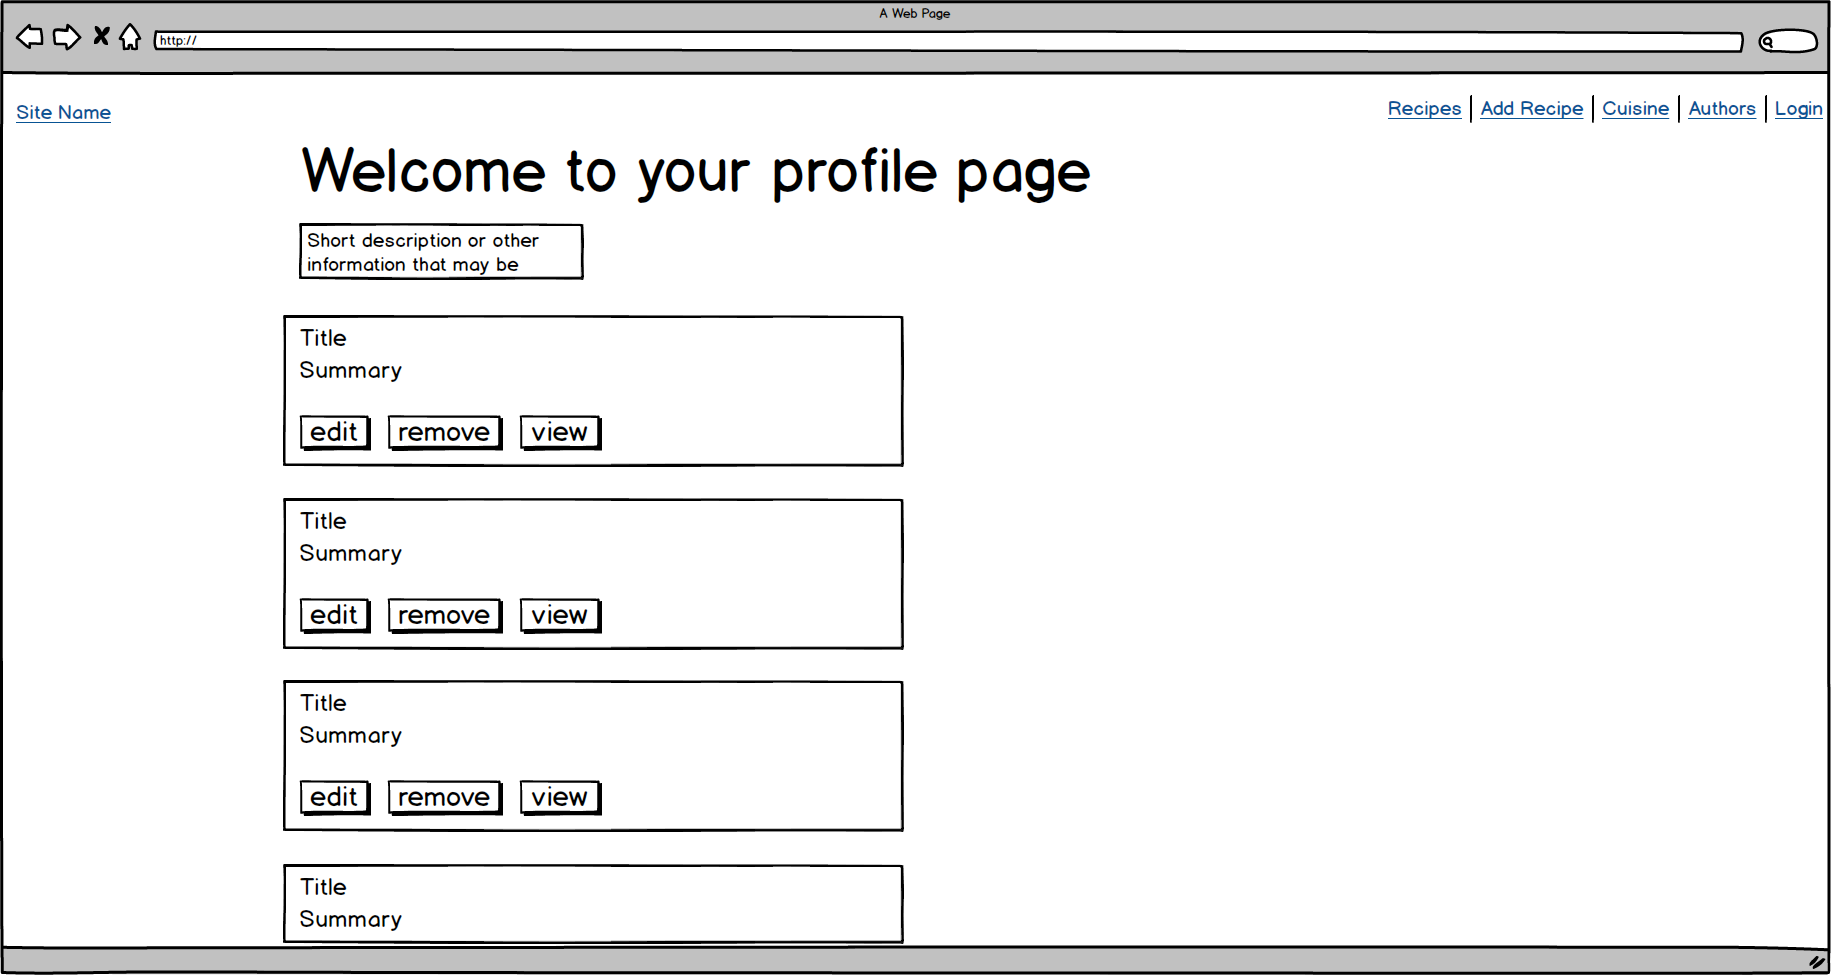 A Web Page
http://
Site Name
Recipes | Add Recipe | Cuisine | Authors | Login
Welcome to your profile page
Short description or other
information that may be
Title
Summary
edit remove view
Title
Summary
edit remove view
Title
Summary
edit remove view
Title
Summary